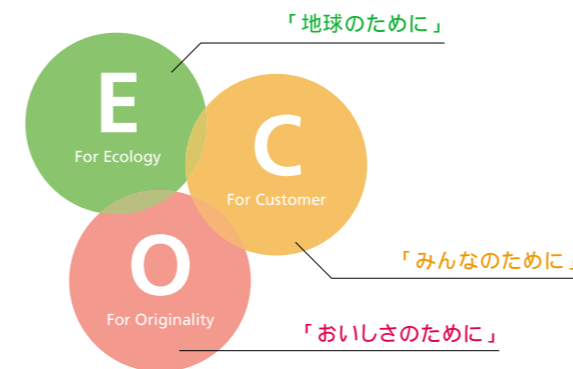 「地球のために」
E
For Ecology
C
For Customer
「みんなのために」
O
For Originality
「おいしさのために」